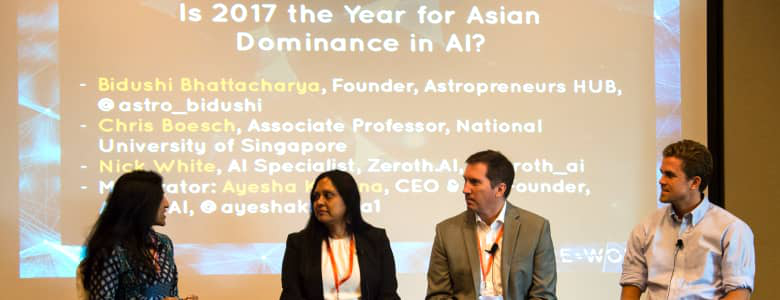 Is 2017 the Year for Asian
Dominance in AI?
- Bidushi Bhattacharya, Founder, Astropreneurs HUB,
@astro_bidushi
- Chris Boesch, Associate Professor, National
University of Singapore
- Nick White, AI Specialist, Zeroth.AI,
- Ayesha CEO &
AI,